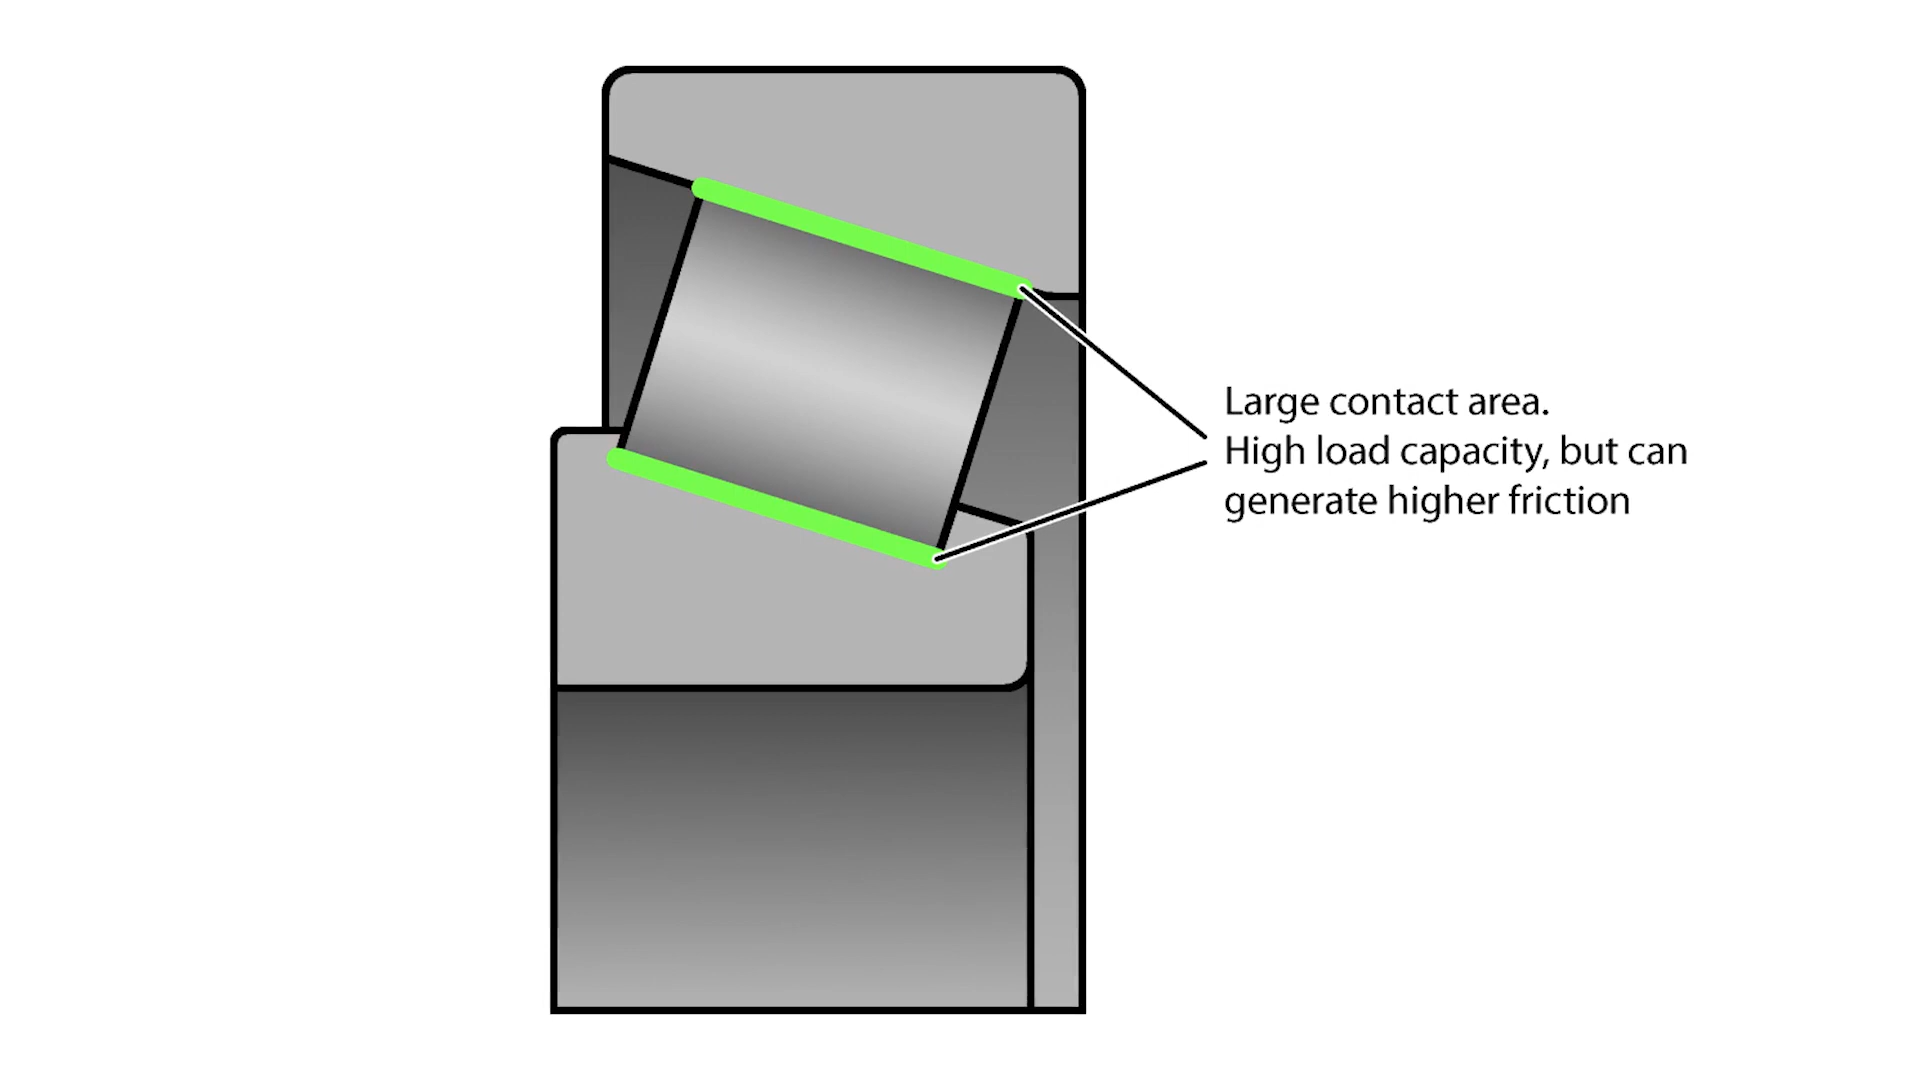 Large contact area.
High load capacity, but can
generate higher friction